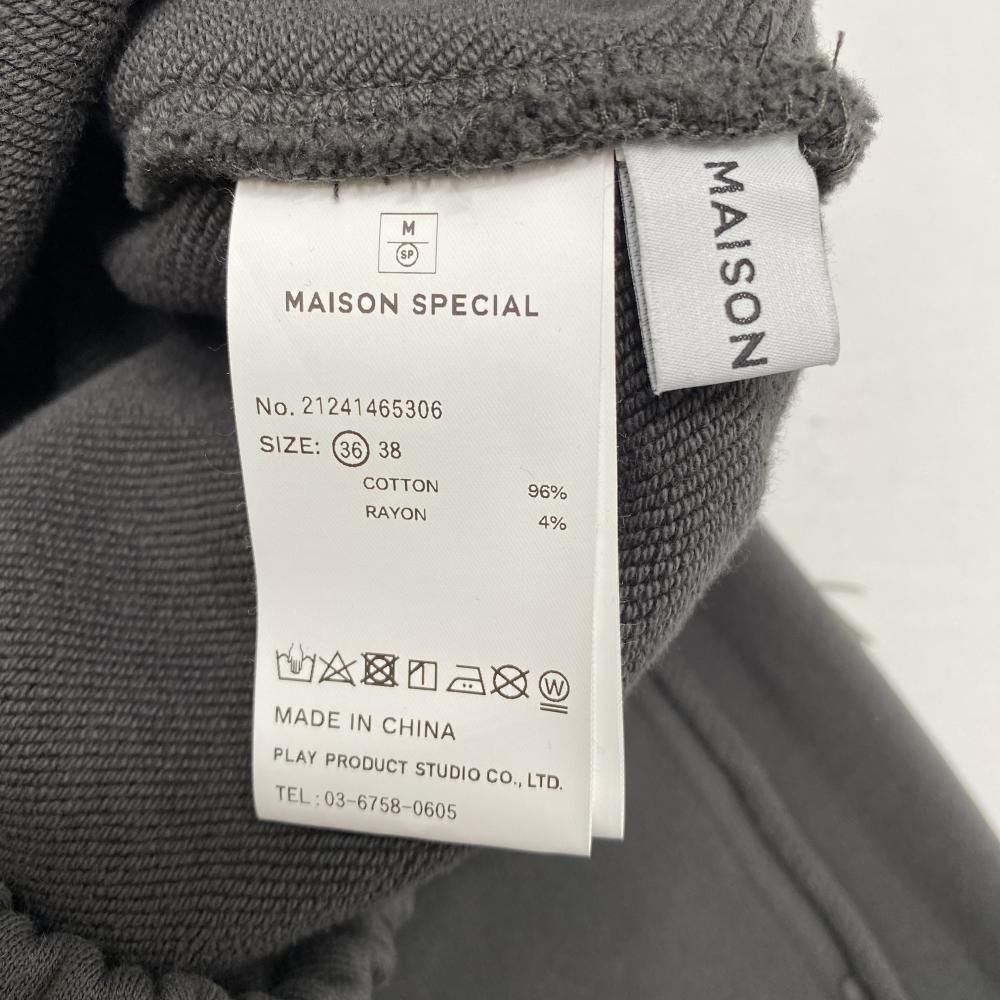 M
SP
MAISON SPECIAL
No. 21241465306
SIZE: 36 38
COTTON 96%
RAYON 4%
W
MADE IN CHINA
PLAY PRODUCT STUDIO CO., LTD.
TEL : 03-6758-0605
MAISON